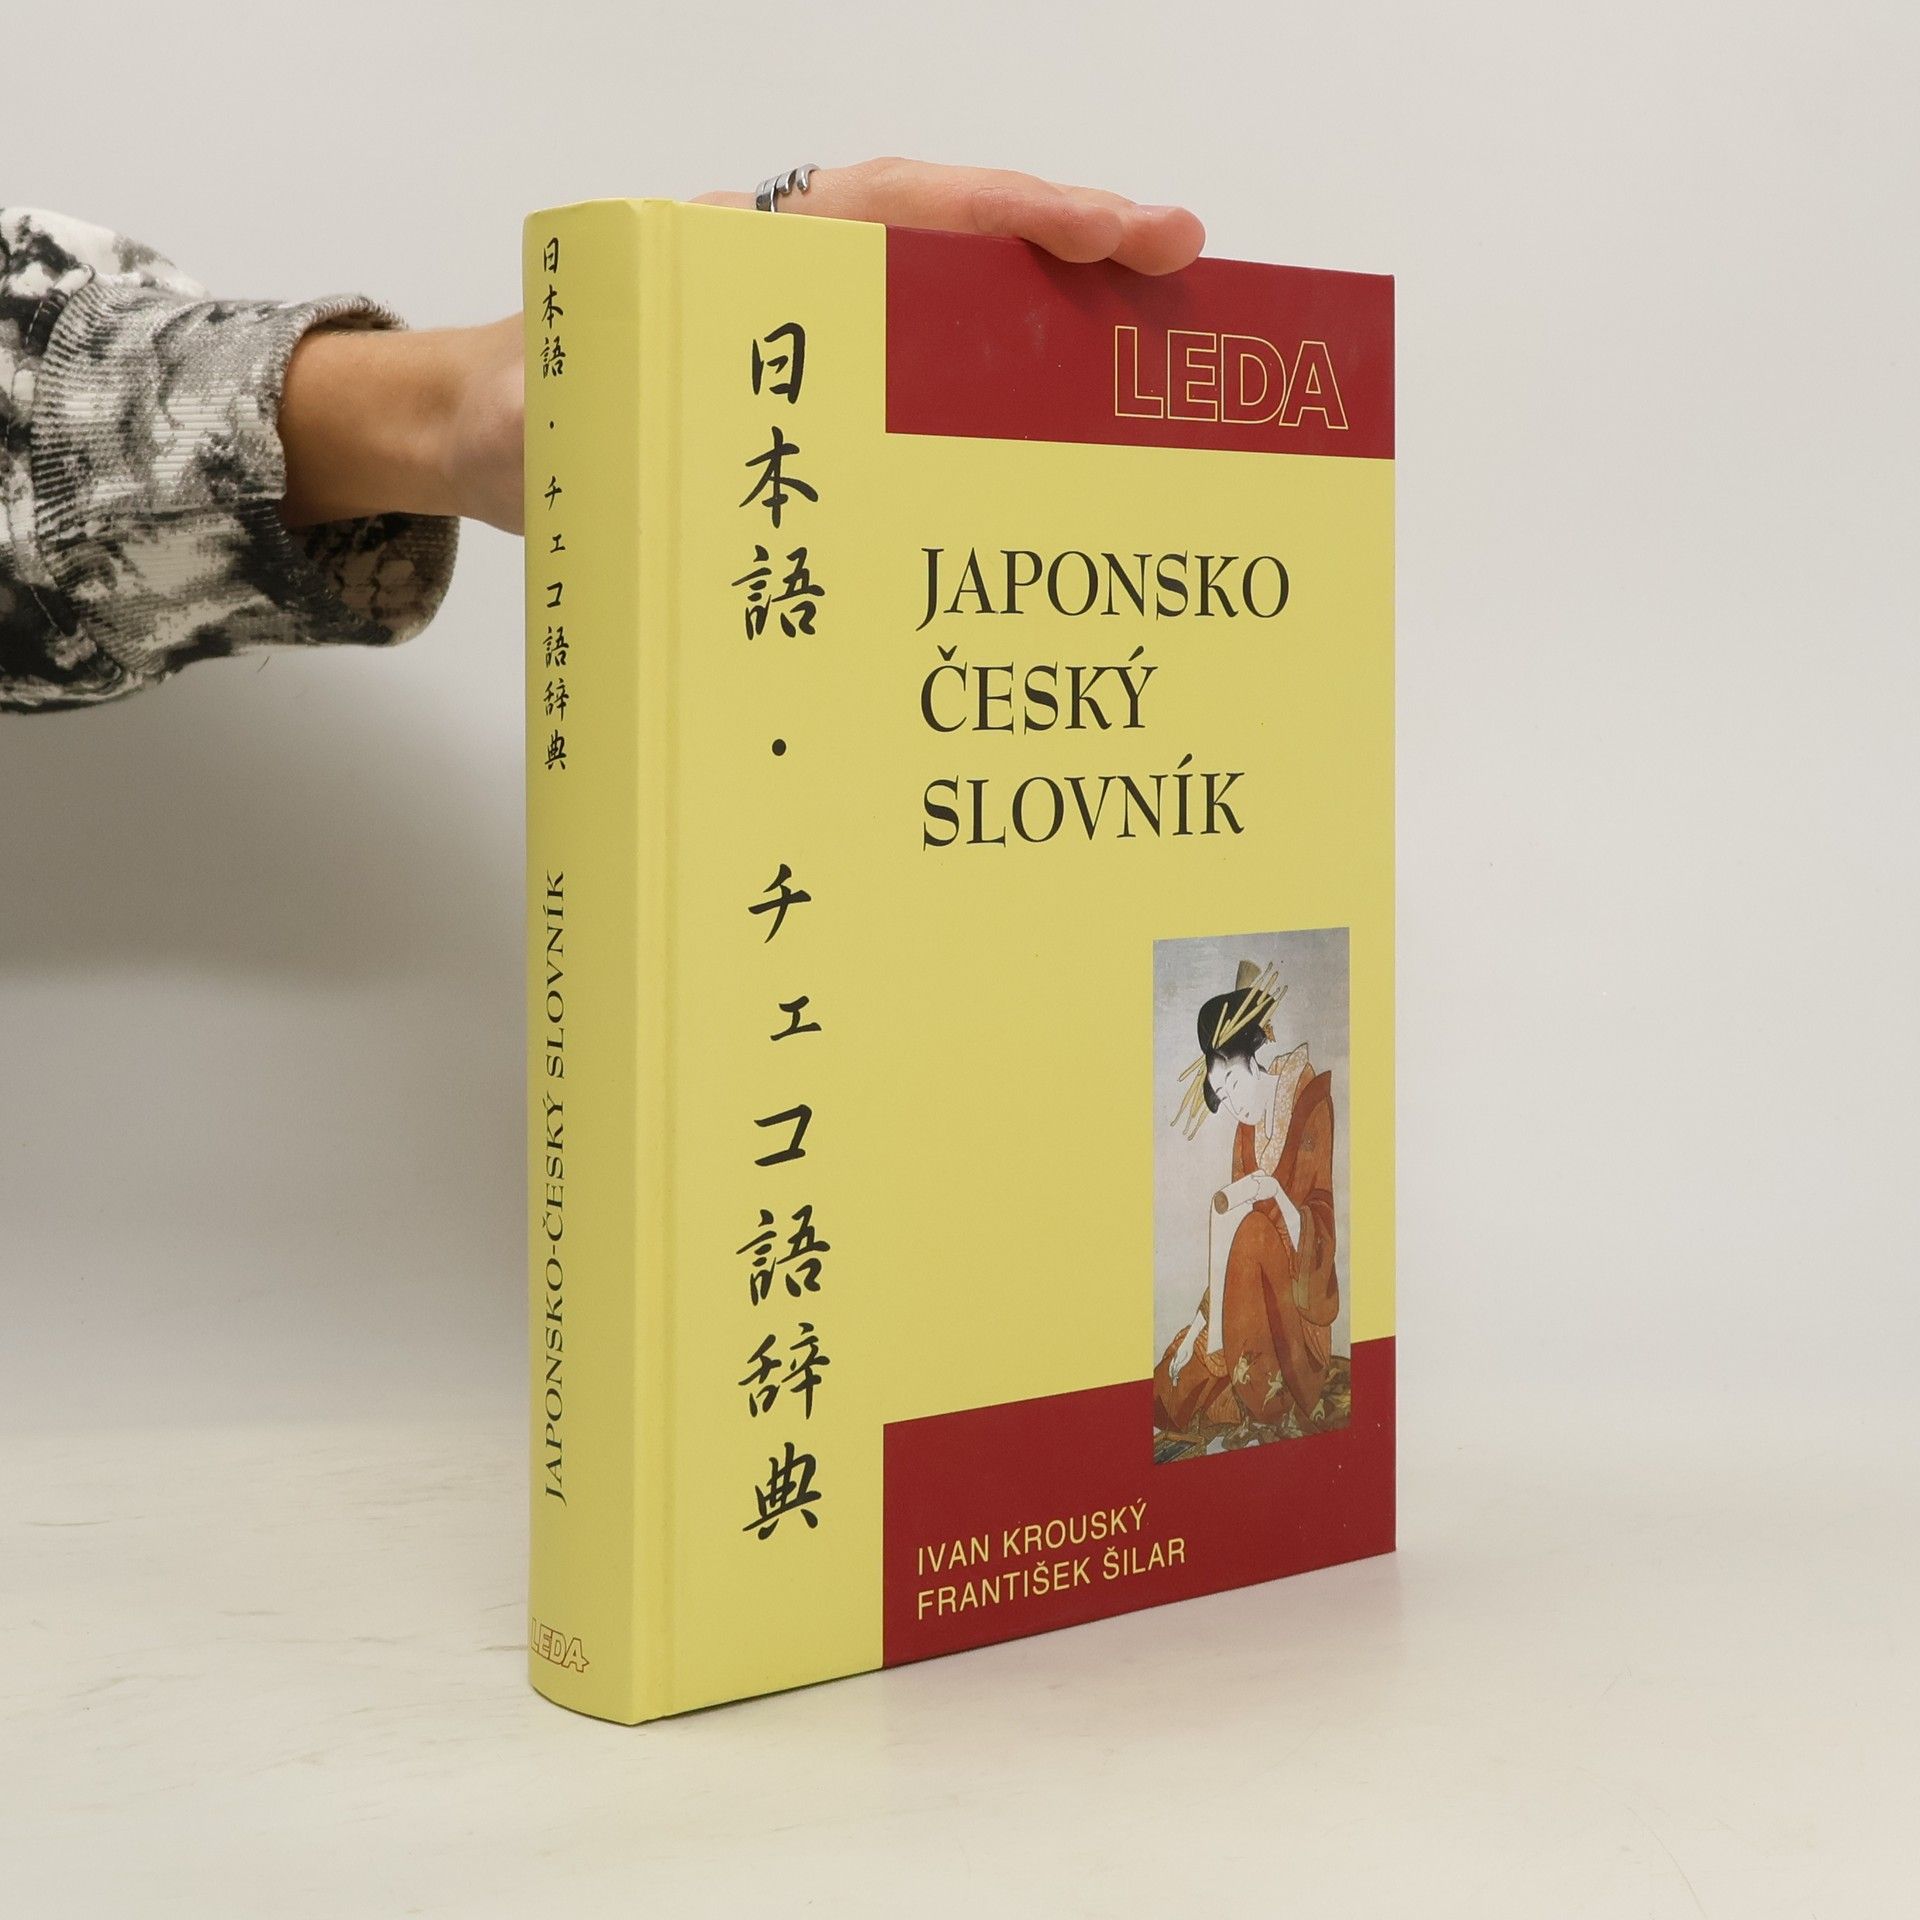 日本語・チェコ語辞典
JAPONSKO-ČESKÝ SLOVNÍK
LEDA
日本語・チェコ語辞典
LEDA
JAPONSKO
ČESKÝ
SLOVNÍK
IVAN KROUSKÝ
FRANTIŠEK ŠILAR